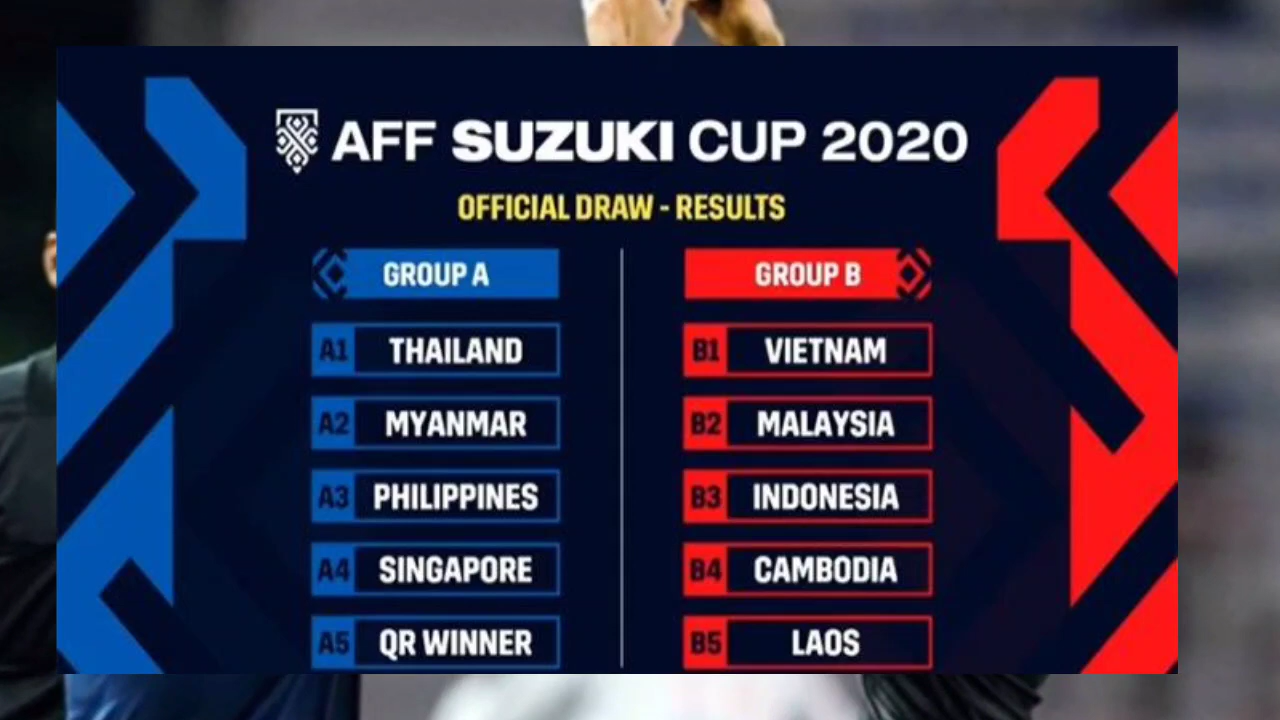 AFF SUZUKI CUP 2020
OFFICIAL DRAW - RESULTS
GROUP A
A1 THAILAND
A2 MYANMAR
A3 PHILIPPINES
A4 SINGAPORE
A5 QR WINNER
GROUP B
B1 VIETNAM
B2 MALAYSIA
B3 INDONESIA
B4 CAMBODIA
B5 LAOS